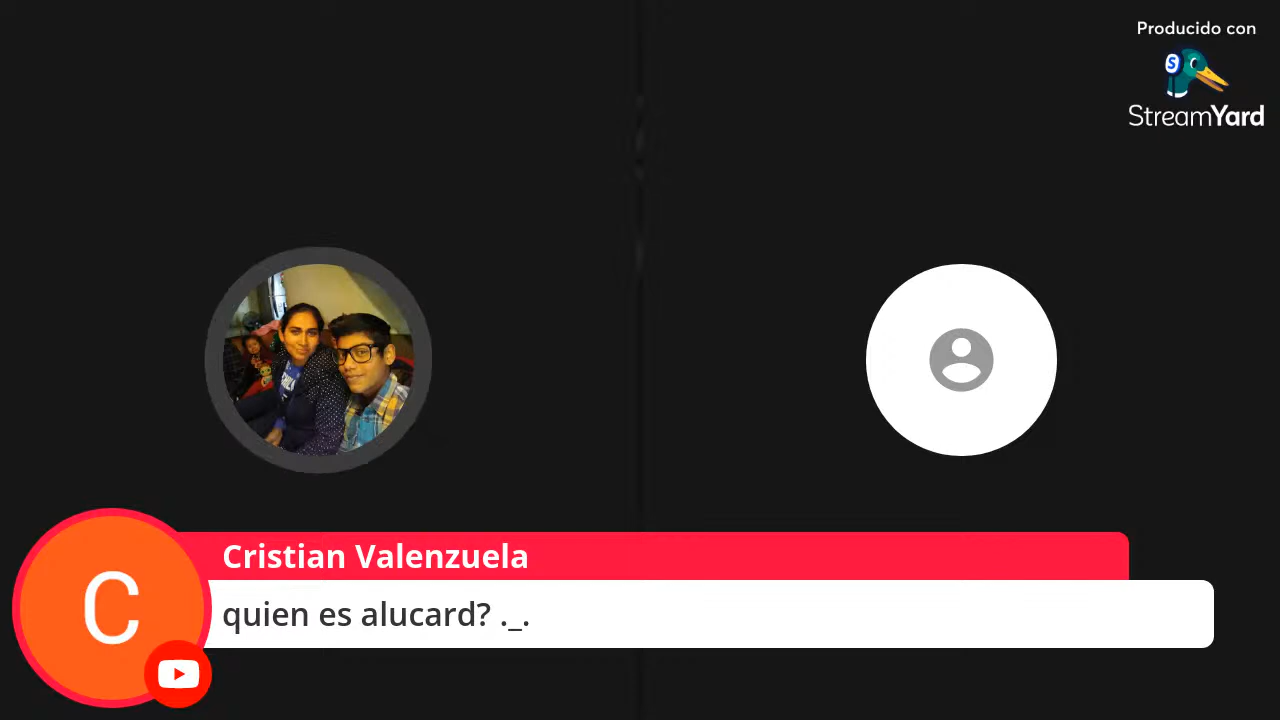 Producido con
S
StreamYard
Cristian Valenzuela
C
quien es alucard? ._.